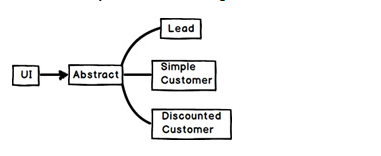 Lead
UI
Abstract
Simple
Customer
Discounted
Customer